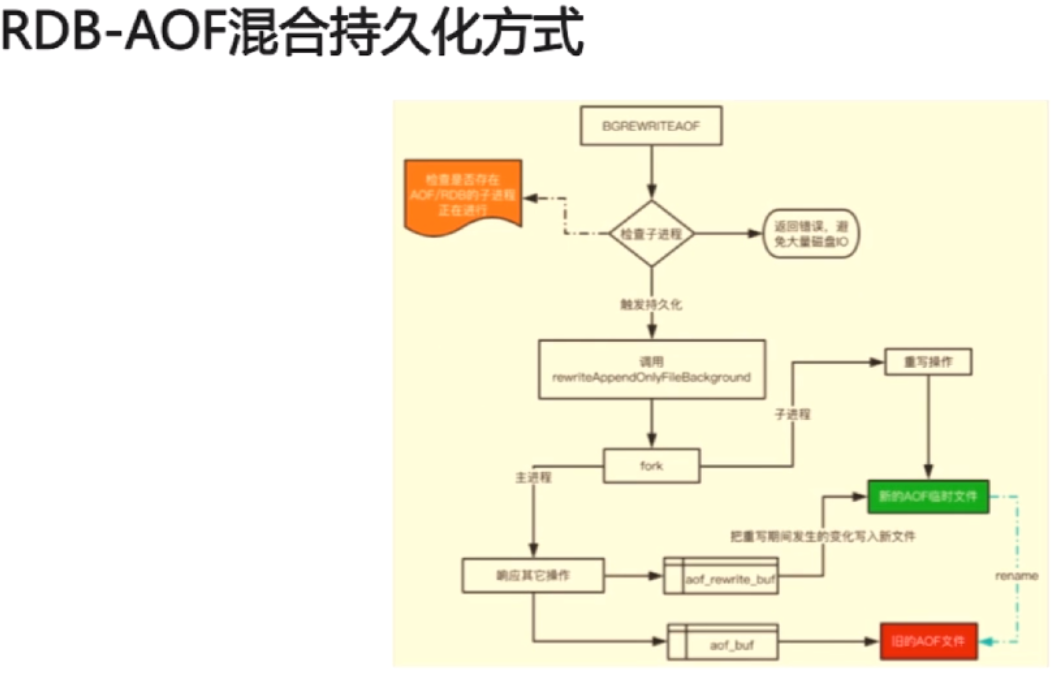 RDB-AOF混合持久化方式
BGREWRITEAOF
检查是否存在
AOF/RDB的子进程
正在进行
检查子进程
返回错误，避
免大量磁盘IO
触发持久化
调用
rewriteAppendOnlyFileBackground
重写操作
子进程
fork
主进程
新的AOF临时文件
把重写期间发生的变化写入新文件
响应其它操作
aof_rewrite_buf
rename
aof_buf
旧的AOF文件